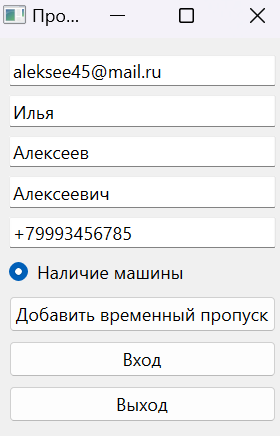 Про...
aleksee45@mail.ru
Илья
Алексеев
Алексеевич
+79993456785
Наличие машины
Добавить временный пропуск
Вход
Выход